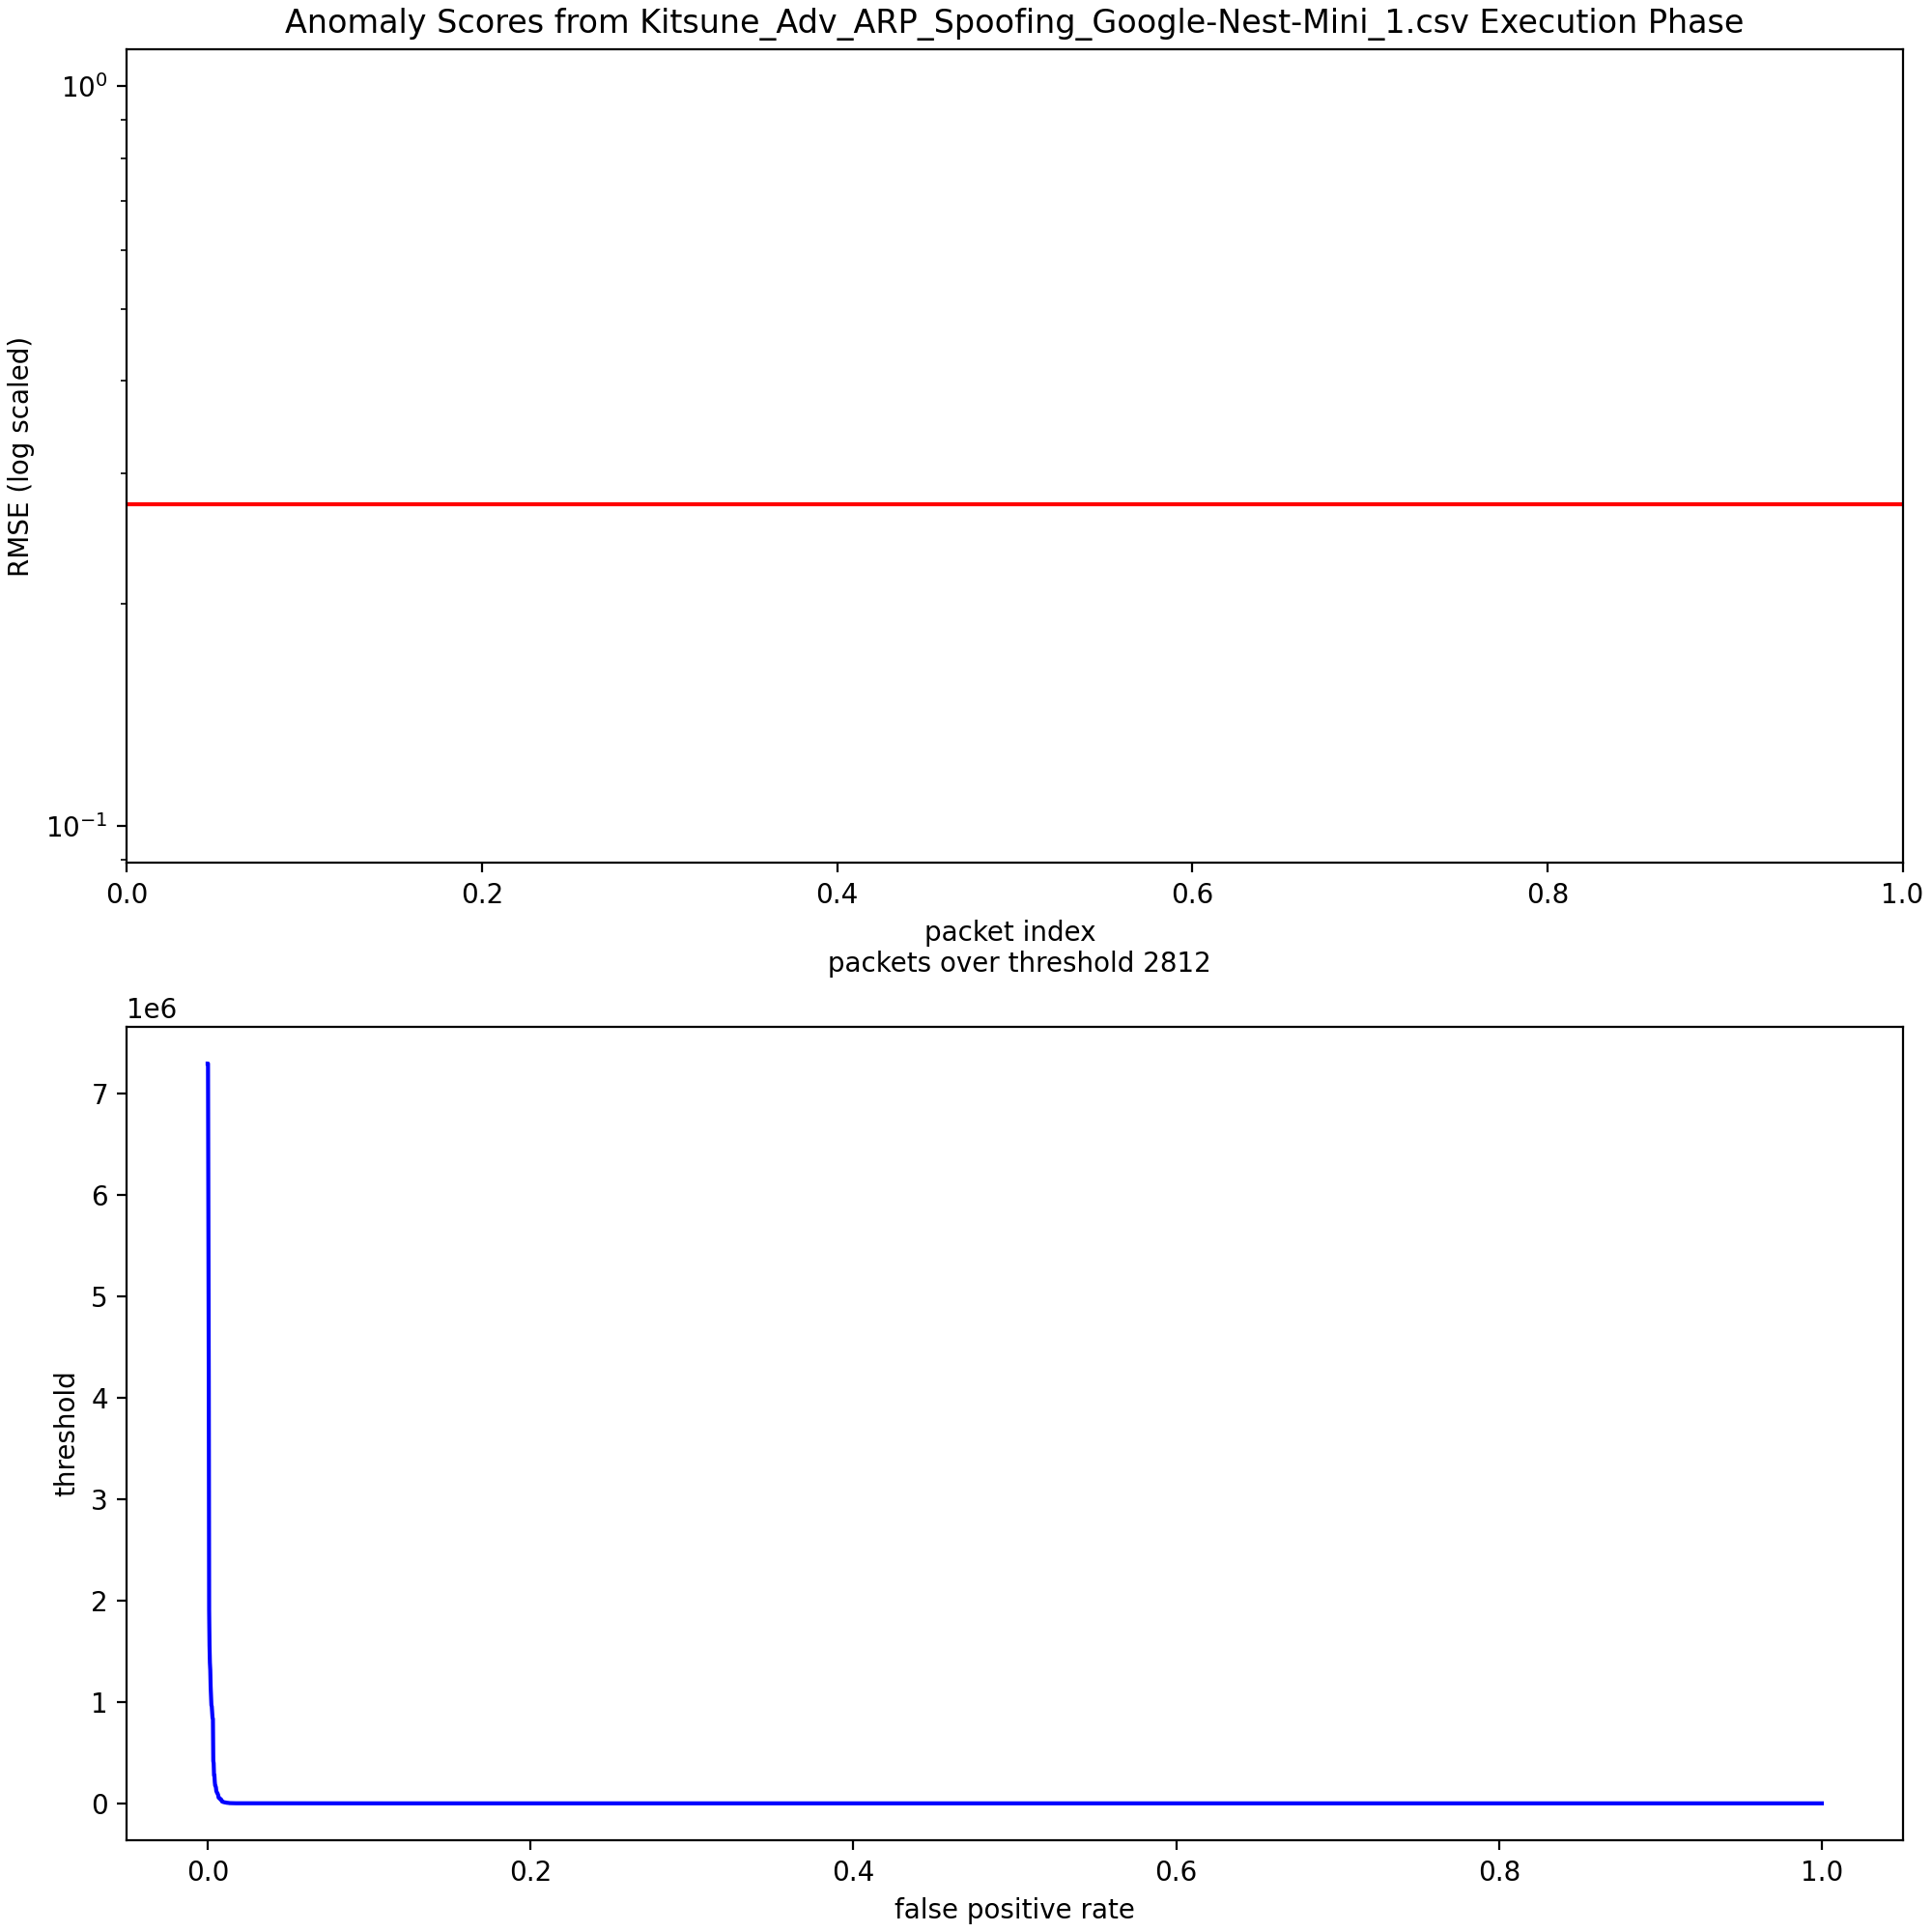 Anomaly Scores from Kitsune_Adv_ARP_Spoofing_Google-Nest-Mini_1.csv Execution Phase
10⁰
RMSE (log scaled)
10⁻¹
0.0 0.2 0.4 0.6 0.8 1.0
packet index
packets over threshold 2812
1e6
7
6
5
4
threshold
3
2
1
0
0.0 0.2 0.4 0.6 0.8 1.0
false positive rate